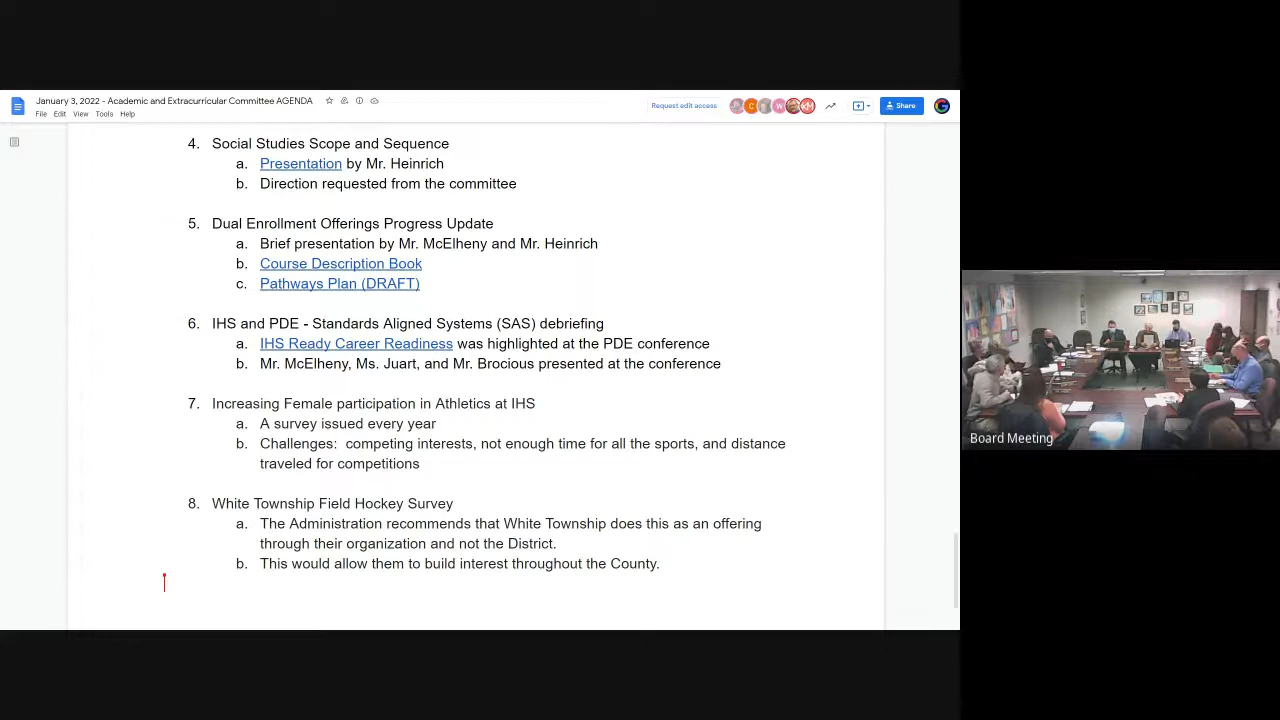 January 3, 2022 - Academic and Extracurricular Committee AGENDA
File Edit View Tools Help
Request edit access
C
W
KM
Share
4. Social Studies Scope and Sequence
a. Presentation by Mr. Heinrich
b. Direction requested from the committee
5. Dual Enrollment Offerings Progress Update
a. Brief presentation by Mr. McElheny and Mr. Heinrich
b. Course Description Book
c. Pathways Plan (DRAFT)
6. IHS and PDE - Standards Aligned Systems (SAS) debriefing
a. IHS Ready Career Readiness was highlighted at the PDE conference
b. Mr. McElheny, Ms. Juart, and Mr. Brocious presented at the conference
7. Increasing Female participation in Athletics at IHS
a. A survey issued every year
b. Challenges: competing interests, not enough time for all the sports, and distance
traveled for competitions
8. White Township Field Hockey Survey
a. The Administration recommends that White Township does this as an offering
through their organization and not the District.
b. This would allow them to build interest throughout the County.
Board Meeting